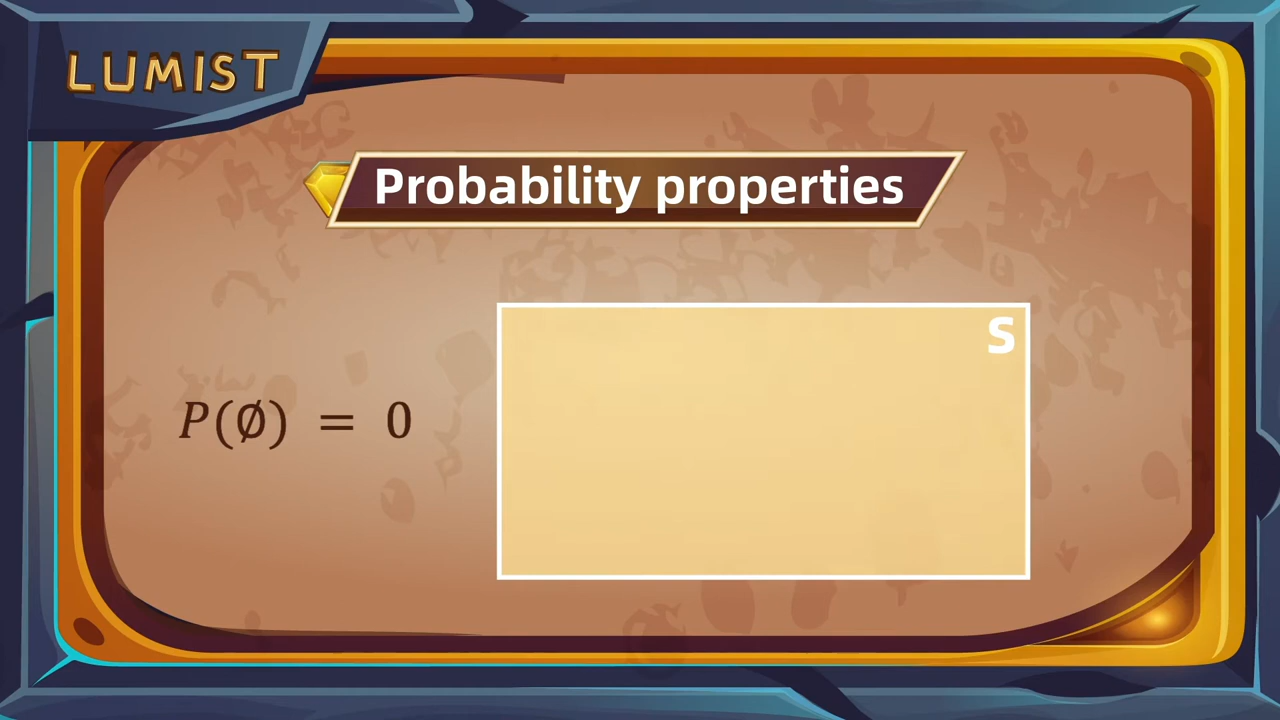 LUMIST
Probability properties
S
P(∅) = 0